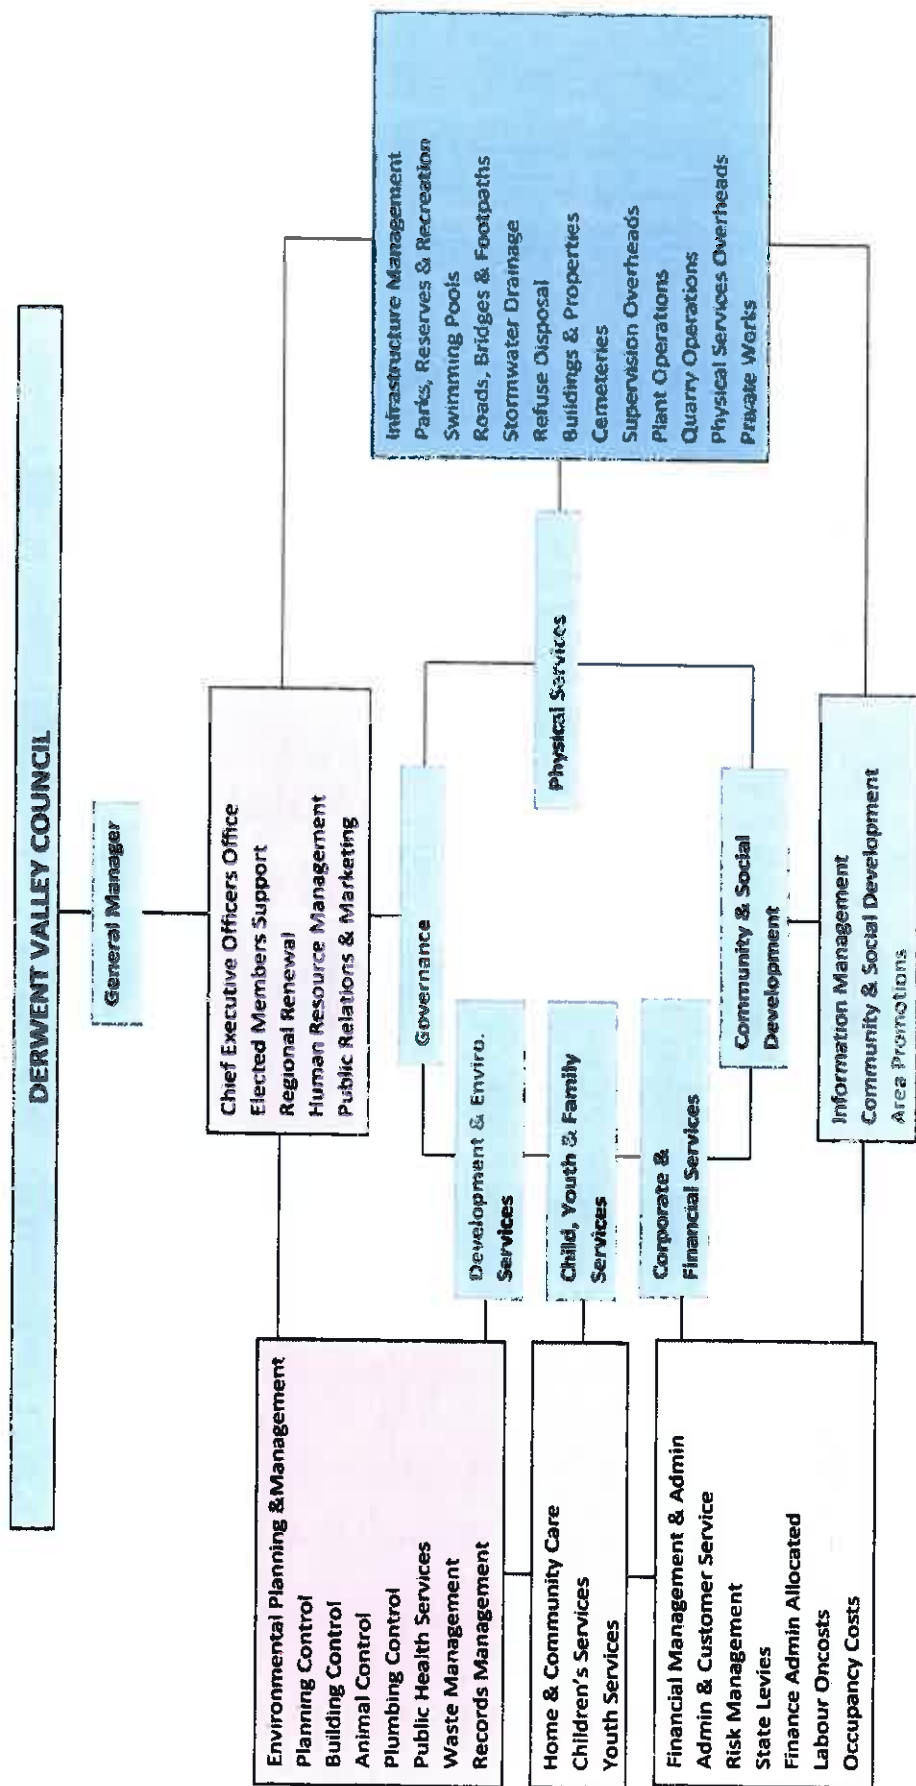 DERWENT VALLEY COUNCIL
General Manager
Chief Executive Officers Office
Elected Members Support
Regional Renewal
Human Resource Management
Public Relations & Marketing
Governance
Environmental Planning &Management
Planning Control
Building Control
Animal Control
Plumbing Control
Public Health Services
Waste Management
Records Management
Development & Enviro.
Services
Home & Community Care
Children's Services
Youth Services
Child, Youth & Family
Services
Financial Management & Admin
Admin & Customer Service
Risk Management
State Levies
Finance Admin Allocated
Labour Oncosts
Occupancy Costs
Corporate &
Financial Services
Community & Social
Development
Information Management
Community & Social Development
Area Promotions
Physical Services
Infrastructure Management
Parks, Reserves & Recreation
Swimming Pools
Roads, Bridges & Footpaths
Stormwater Drainage
Refuse Disposal
Buildings & Properties
Cemeteries
Supervision Overheads
Plant Operations
Quarry Operations
Physical Services Overheads
Private Works